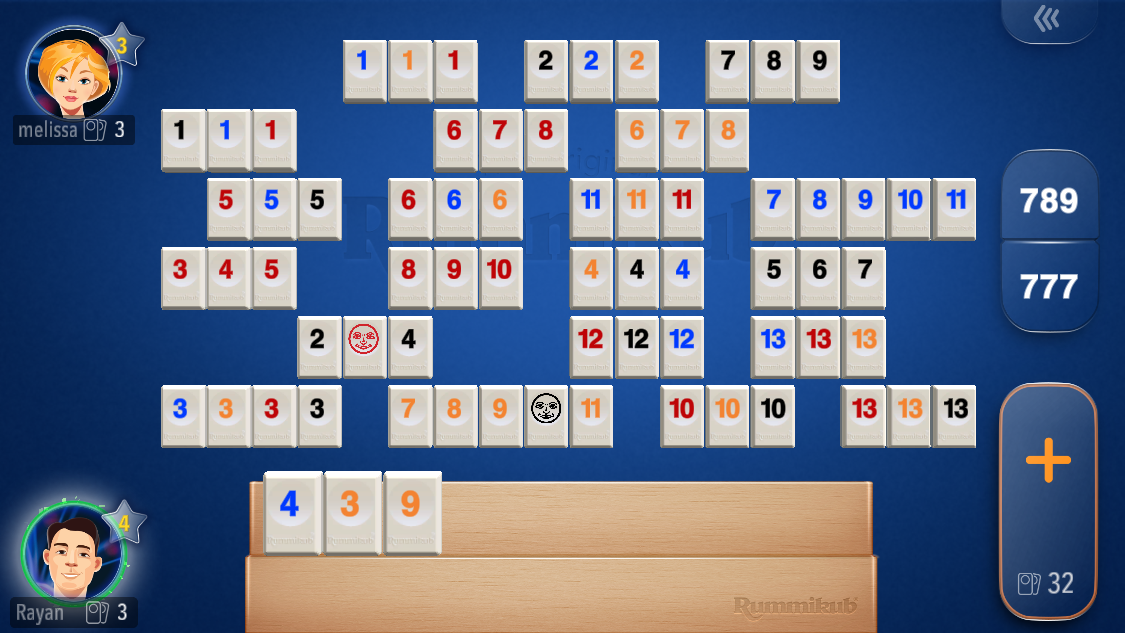 3
melissa 3
1 1 1 2 2 2 7 8 9
1 1 1 6 7 8 6 7 8
5 5 5 6 6 6 11 11 11 7 8 9 10 11
789
3 4 5 8 9 10 4 4 4 5 6 7
777
2 4 12 12 12 13 13 13
3 3 3 3 7 8 9 11 10 10 10 13 13 13
+
4 3 9
4
Rayan 3
32
Rummikub